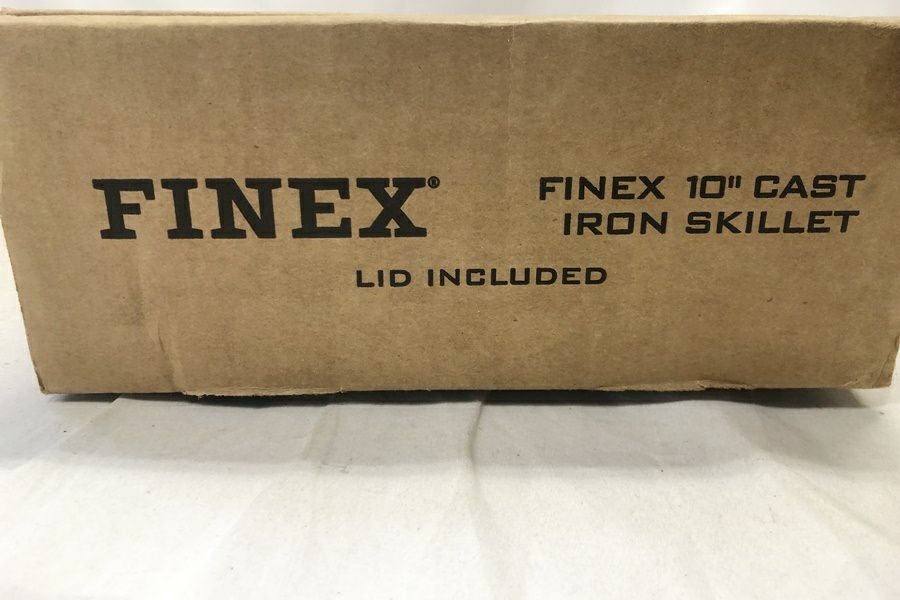 FINEX®
FINEX 10" CAST
IRON SKILLET
LID INCLUDED